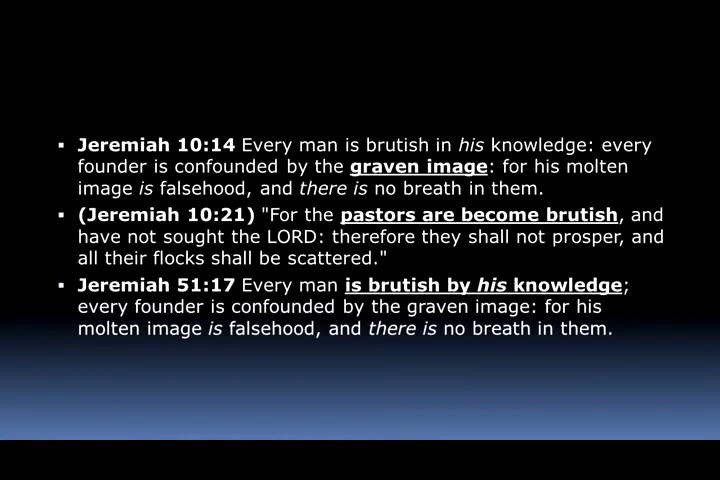 ▪ Jeremiah 10:14 Every man is brutish in his knowledge: every
founder is confounded by the graven image: for his molten
image is falsehood, and there is no breath in them.
▪ (Jeremiah 10:21) "For the pastors are become brutish, and
have not sought the LORD: therefore they shall not prosper, and
all their flocks shall be scattered."
▪ Jeremiah 51:17 Every man is brutish by his knowledge;
every founder is confounded by the graven image: for his
molten image is falsehood, and there is no breath in them.